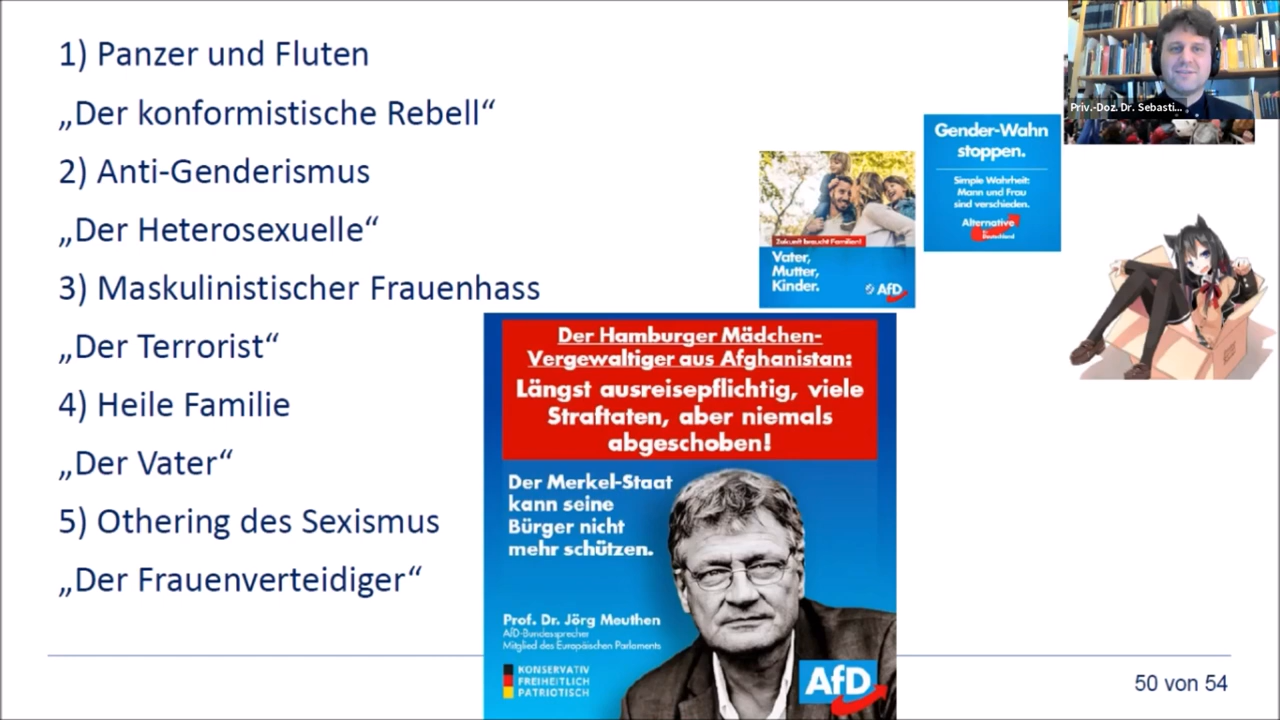 1) Panzer und Fluten
„Der konformistische Rebell“
2) Anti-Genderismus
„Der Heterosexuelle“
3) Maskulinistischer Frauenhass
„Der Terrorist“
4) Heile Familie
„Der Vater“
5) Othering des Sexismus
„Der Frauenverteidiger“
Zukunft braucht Familien!
Vater,
Mutter,
Kinder.
AfD
Gender-Wahn
stoppen.
Simple Wahrheit:
Mann und Frau
sind verschieden.
Alternative
für
Deutschland
Priv.-Doz. Dr. Sebasti...
Der Hamburger Mädchen-
Vergewaltiger aus Afghanistan:
Längst ausreisepflichtig, viele
Straftaten, aber niemals
abgeschoben!
Der Merkel-Staat
kann seine
Bürger nicht
mehr schützen.
Prof. Dr. Jörg Meuthen
AfD-Bundessprecher
Mitglied des Europäischen Parlaments
KONSERVATIV
FREIHEITLICH
PATRIOTISCH
AfD
50 von 54